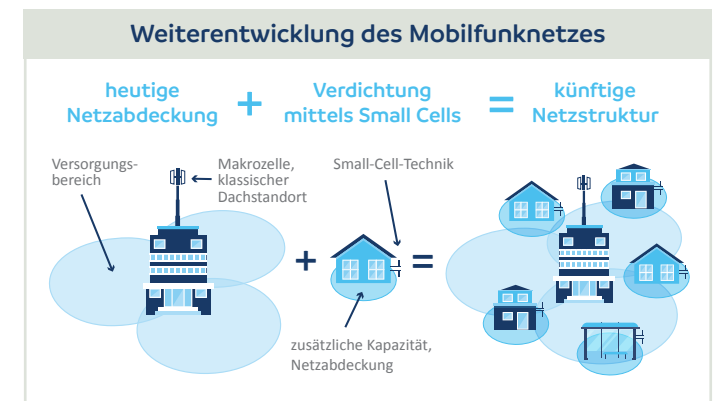 Weiterentwicklung des Mobilfunknetzes
heutige
Netzabdeckung
+
Verdichtung
mittels Small Cells
=
künftige
Netzstruktur
Versorgungs-
bereich
Makrozelle,
klassischer
Dachstandort
Small-Cell-Technik
+
=
zusätzliche Kapazität,
Netzabdeckung